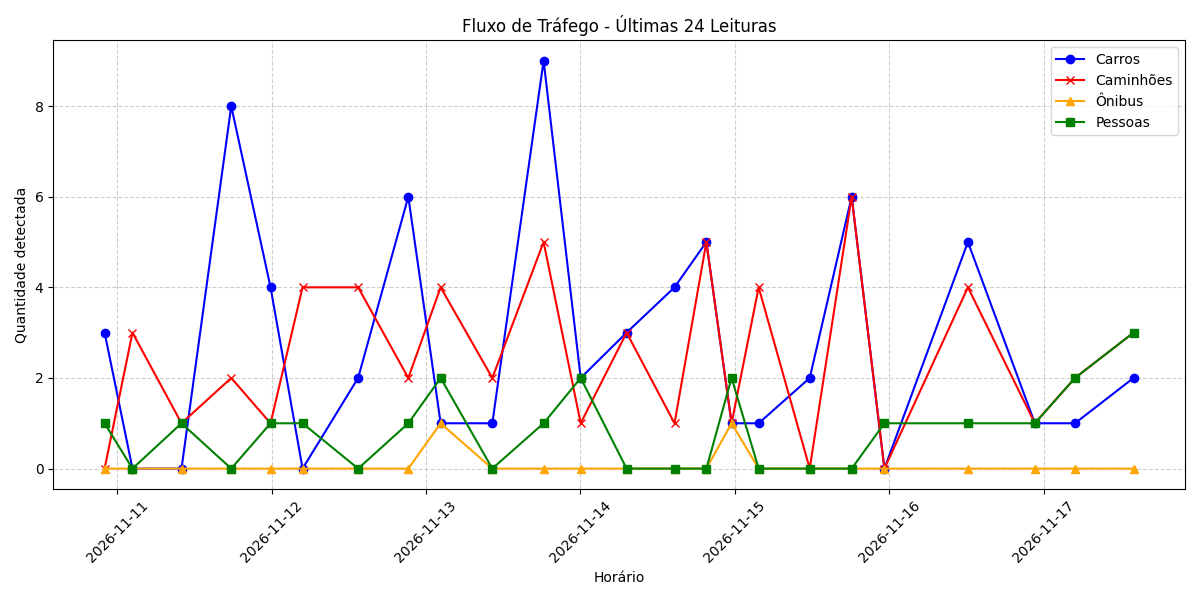 Fluxo de Tráfego - Últimas 24 Leituras
Carros
Caminhões
Ônibus
Pessoas
Quantidade detectada
8
6
4
2
0
2026-11-11
2026-11-12
2026-11-13
2026-11-14
2026-11-15
2026-11-16
2026-11-17
Horário